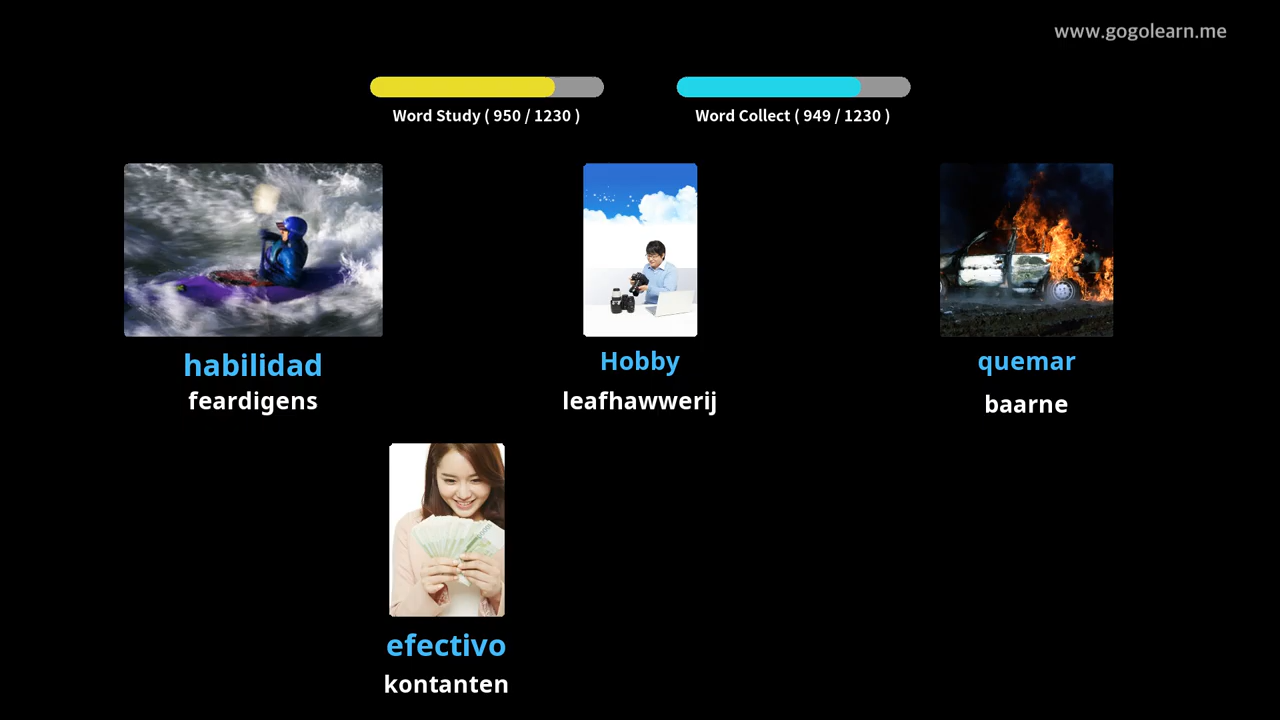 www.gogolearn.me
Word Study ( 950 / 1230 )
Word Collect ( 949 / 1230 )
habilidad
feardigens
Hobby
leafhawwerij
quemar
baarne
efectivo
kontanten